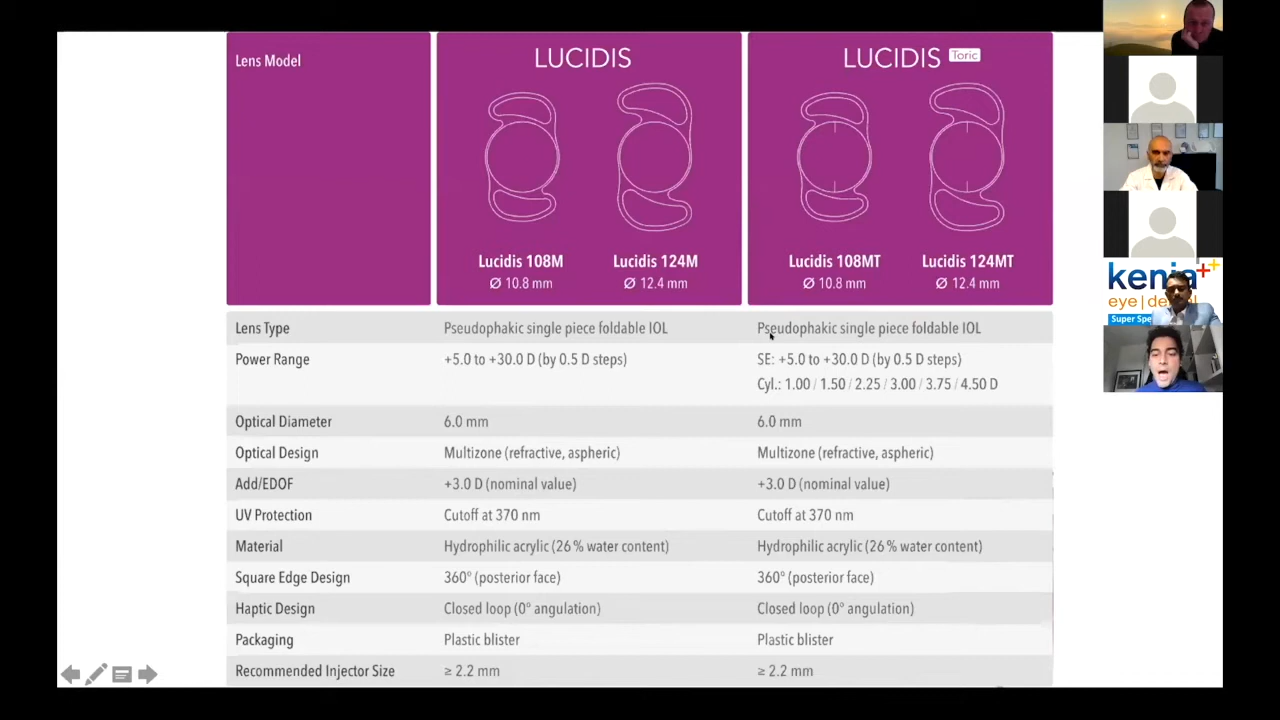 Lens Model
LUCIDIS
LUCIDIS Toric
Lucidis 108M
Lucidis 124M
Lucidis 108MT
Lucidis 124MT
Ø 10.8 mm
Ø 12.4 mm
Ø 10.8 mm
Ø 12.4 mm
Lens Type Pseudophakic single piece foldable IOL Pseudophakic single piece foldable IOL
Power Range +5.0 to +30.0 D (by 0.5 D steps) SE: +5.0 to +30.0 D (by 0.5 D steps)
Cyl.: 1.00 / 1.50 / 2.25 / 3.00 / 3.75 / 4.50 D
Optical Diameter 6.0 mm 6.0 mm
Optical Design Multizone (refractive, aspheric) Multizone (refractive, aspheric)
Add/EDOF +3.0 D (nominal value) +3.0 D (nominal value)
UV Protection Cutoff at 370 nm Cutoff at 370 nm
Material Hydrophilic acrylic (26 % water content) Hydrophilic acrylic (26 % water content)
Square Edge Design 360° (posterior face) 360° (posterior face)
Haptic Design Closed loop (0° angulation) Closed loop (0° angulation)
Packaging Plastic blister Plastic blister
Recommended Injector Size ≥ 2.2 mm ≥ 2.2 mm
kenia
eye |
Super